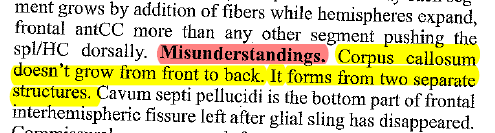 ment grows by addition of fibers while hemispheres expand,
frontal antCC more than any other segment pushing the
spl/HC dorsally. Misunderstandings. Corpus callosum
doesn't grow from front to back. It forms from two separate
structures. Cavum septi pellucidi is the bottom part of frontal
interhemispheric fissure left after glial sling has disappeared.